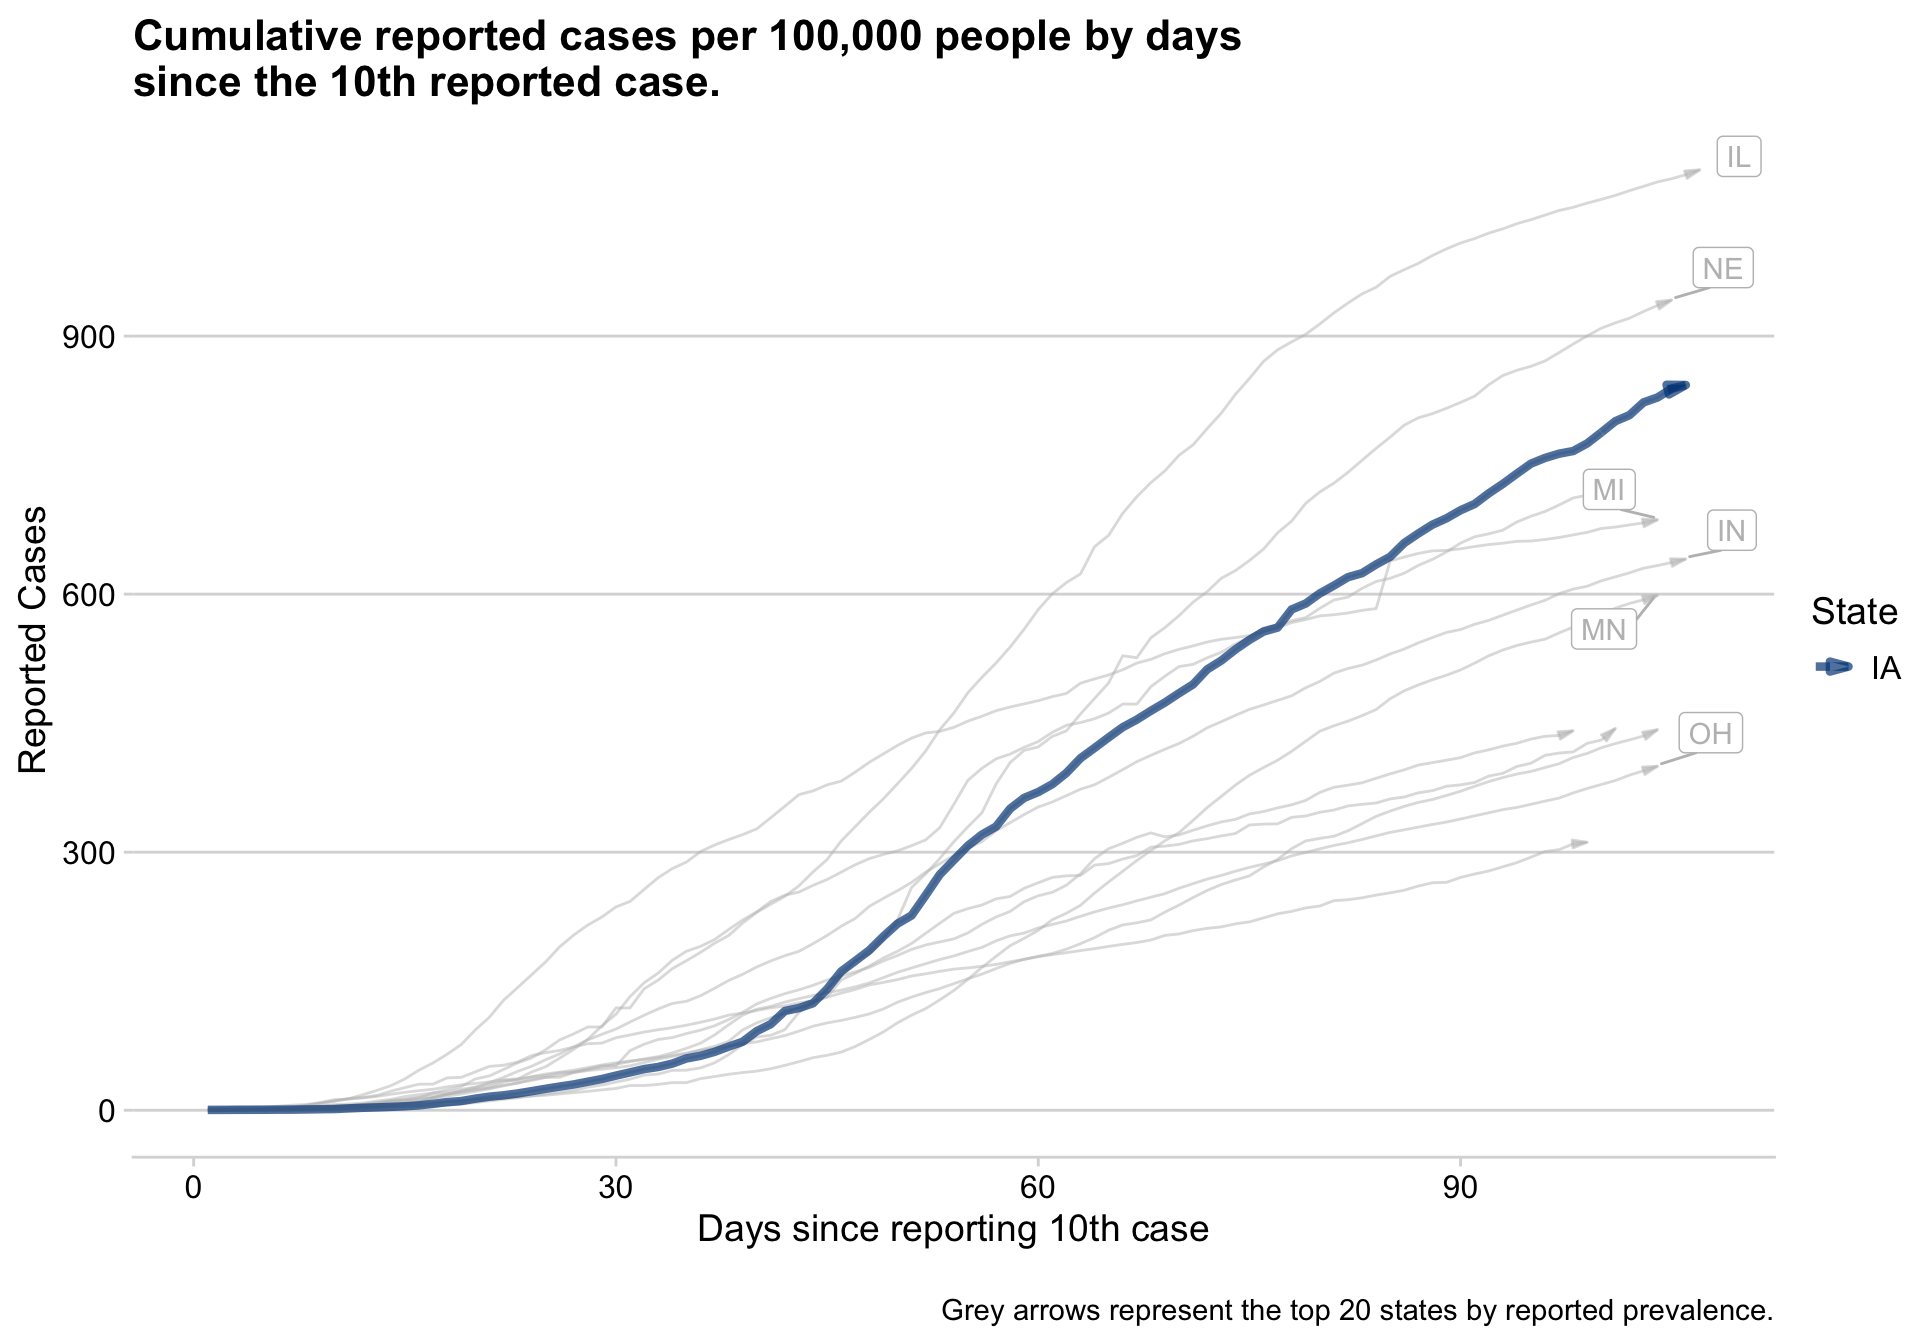 Cumulative reported cases per 100,000 people by days
since the 10th reported case.
IL
NE
900
MI
IN
600
MN
OH
300
0
Reported Cases
State
IA
0 30 60 90
Days since reporting 10th case
Grey arrows represent the top 20 states by reported prevalence.